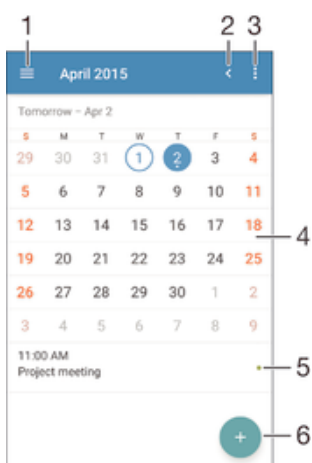 1 2 3
April 2015
Tomorrow – Apr 2
S M T W T F S
29 30 31 1 2 3 4
5 6 7 8 9 10 11
12 13 14 15 16 17 18
4
19 20 21 22 23 24 25
26 27 28 29 30 1 2
3 4 5 6 7 8 9
11:00 AM
Project meeting
5
+
6